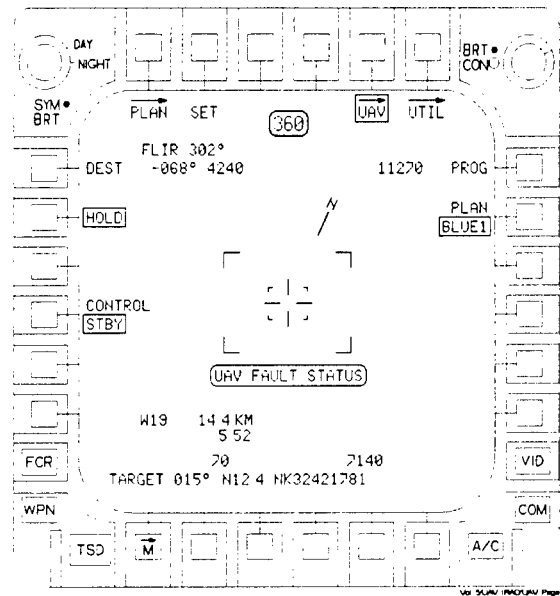 DAY
NIGHT
BRT
CON
SYM
BRT
PLAN SET UAV UTIL
360
FLIR 302°
DEST -068° 4240 11270 PROG
HOLD PLAN
BLUE1
N
CONTROL
STBY
UAV FAULT STATUS
W19 14 4 KM
5 52
70 7140
TARGET 015° N12 4 NK32421781
FCR VID
WPN COM
TSD M A/C